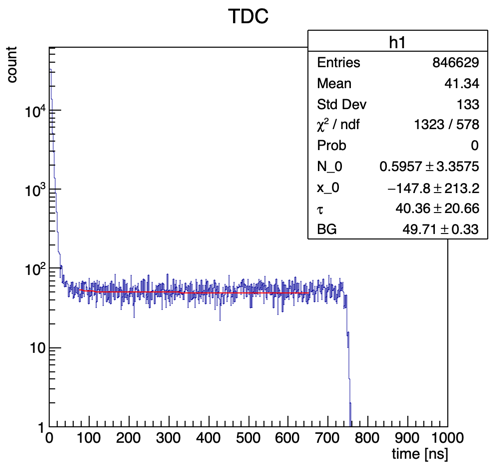 TDC
h1
Entries 846629
Mean 41.34
Std Dev 133
χ² / ndf 1323 / 578
Prob 0
N_0 0.5957 ± 3.3575
x_0 −147.8 ± 213.2
τ 40.36 ± 20.66
BG 49.71 ± 0.33
count
10⁴
10³
10²
10
1
0 100 200 300 400 500 600 700 800 900 1000
time [ns]